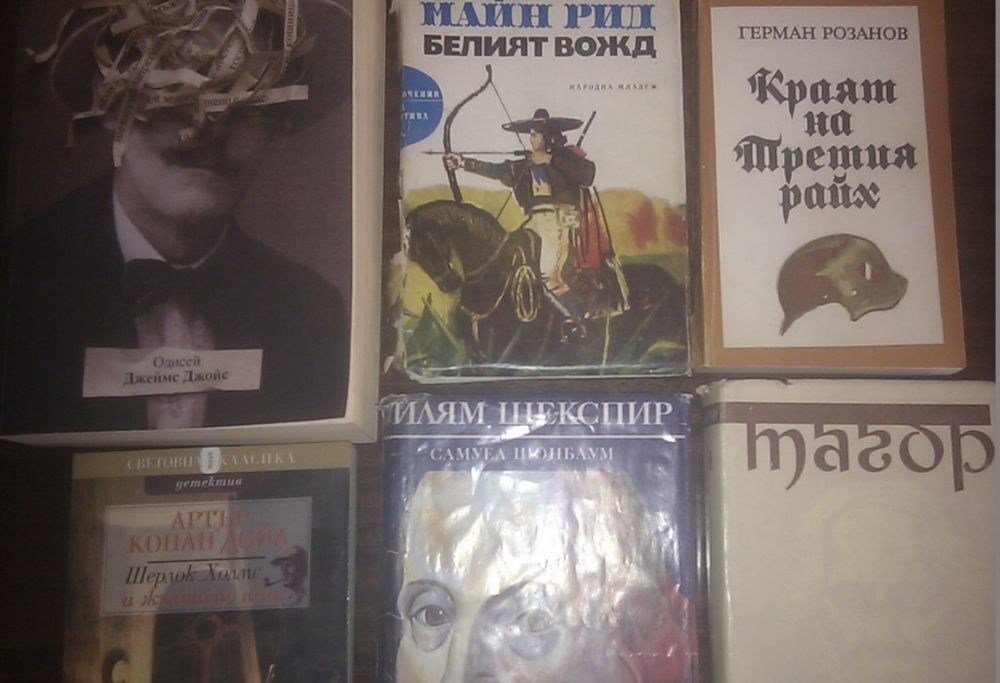 Одисей
Джеймс Джойс
МАЙН РИД
БЕЛИЯТ ВОЖД
НАРОДНА МЛАДЕЖ
ГЕРМАН РОЗАНОВ
Краят
на
Третия
райх
СВЕТОВНА КЛАСИКА
детектив
АРТЪР
КОНАН ДОЙЛ
Шерлок Холмс
и
ИЛЯМ ШЕКСПИР
САМУЕЛ ШОНБАУМ
тагор